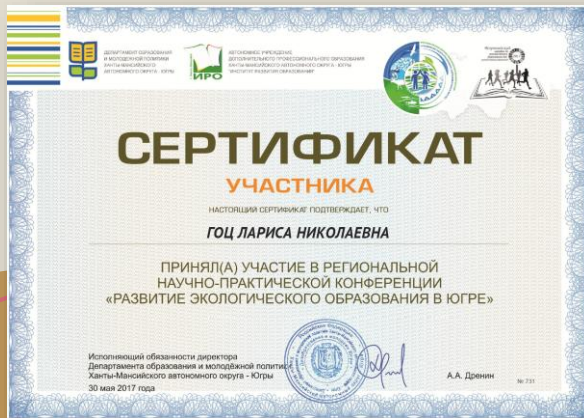 ДЕПАРТАМЕНТ ОБРАЗОВАНИЯ
И МОЛОДЕЖНОЙ ПОЛИТИКИ
ХАНТЫ-МАНСИЙСКОГО
АВТОНОМНОГО ОКРУГА - ЮГРЫ
ИРО
АВТОНОМНОЕ УЧРЕЖДЕНИЕ
ДОПОЛНИТЕЛЬНОГО ПРОФЕССИОНАЛЬНОГО ОБРАЗОВАНИЯ
ХАНТЫ-МАНСИЙСКОГО АВТОНОМНОГО ОКРУГА - ЮГРЫ
"ИНСТИТУТ РАЗВИТИЯ ОБРАЗОВАНИЯ"
СЕРТИФИКАТ
УЧАСТНИКА
НАСТОЯЩИЙ СЕРТИФИКАТ ПОДТВЕРЖДАЕТ, ЧТО
ГОЦ ЛАРИСА НИКОЛАЕВНА
ПРИНЯЛ(А) УЧАСТИЕ В РЕГИОНАЛЬНОЙ
НАУЧНО-ПРАКТИЧЕСКОЙ КОНФЕРЕНЦИИ
«РАЗВИТИЕ ЭКОЛОГИЧЕСКОГО ОБРАЗОВАНИЯ В ЮГРЕ»
Исполняющий обязанности директора
Департамента образования и молодёжной политик
Ханты-Мансийского автономного округа - Югры
30 мая 2017 года
А.А. Дренин
№ 731